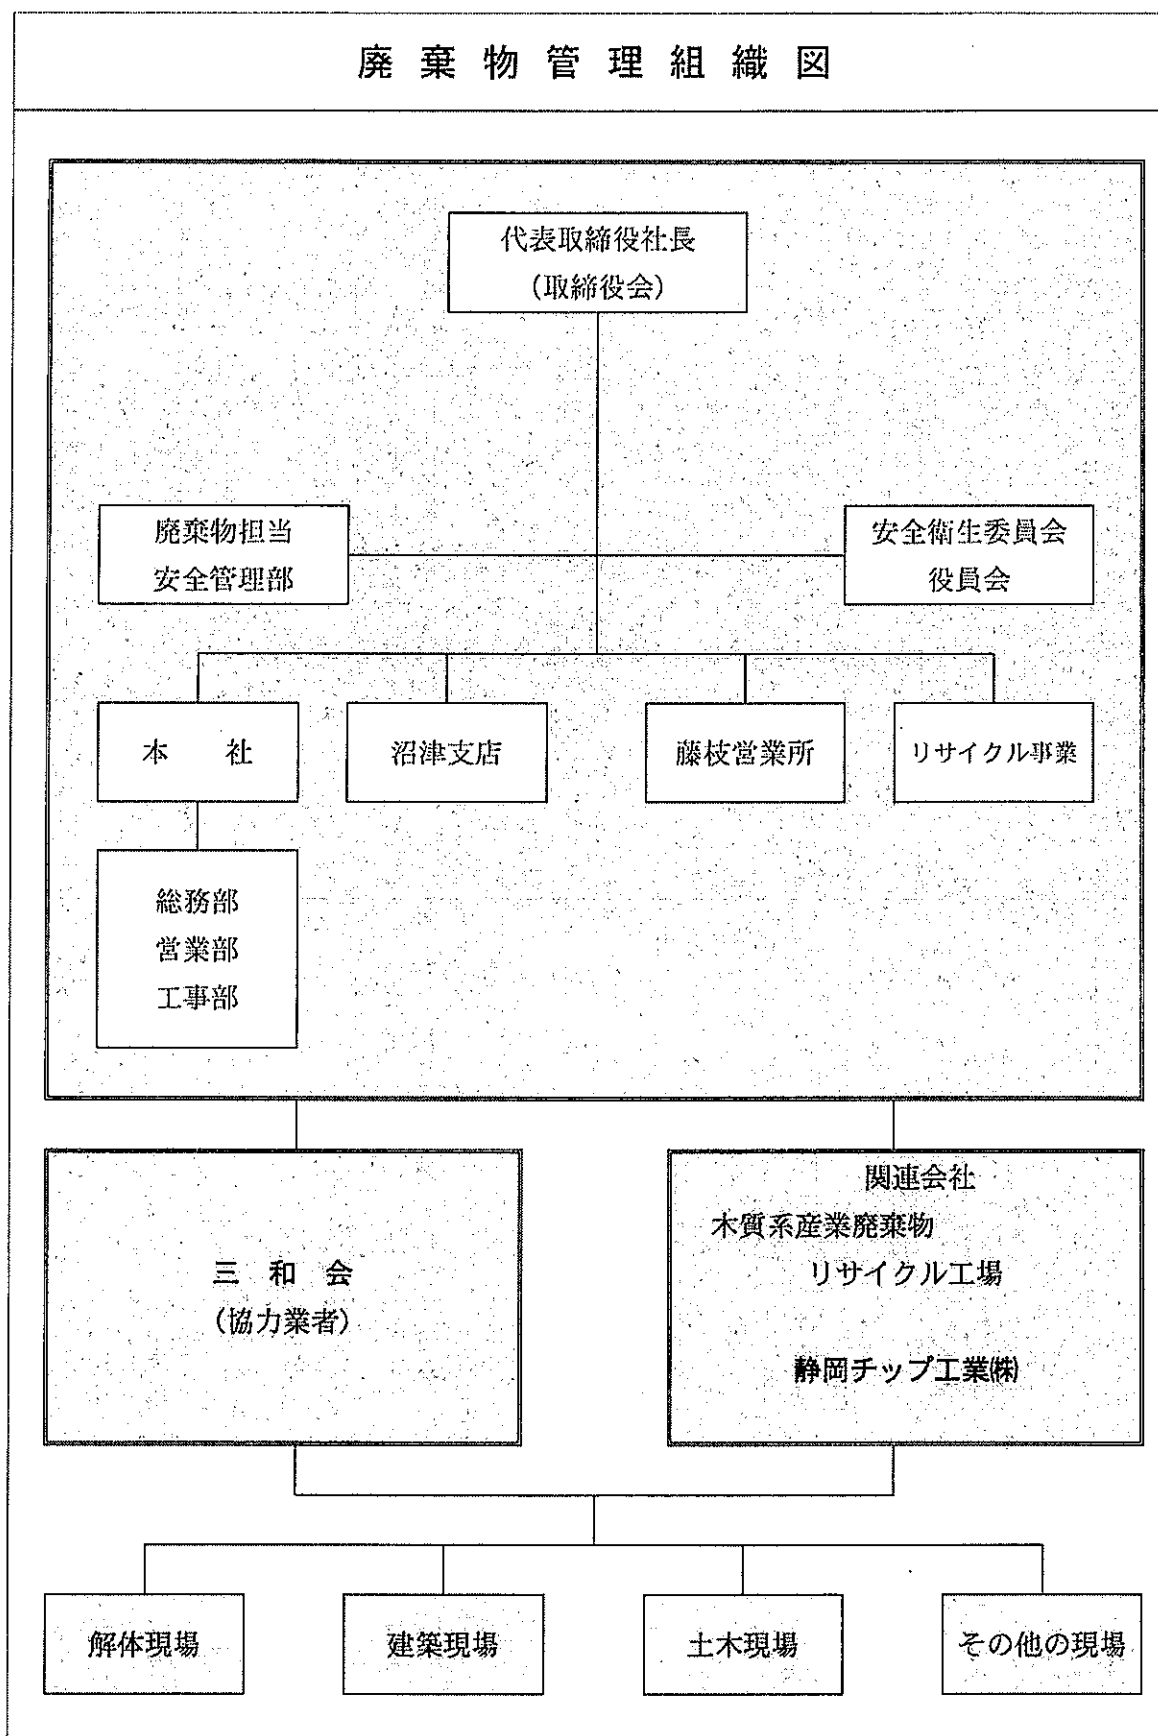 廃棄物管理組織図
代表取締役社長
(取締役会)
廃棄物担当
安全管理部
安全衛生委員会
役員会
本 社
沼津支店
藤枝営業所
リサイクル事業
総務部
営業部
工事部
三 和 会
(協力業者)
関連会社
木質系産業廃棄物
リサイクル工場
静岡チップ工業㈱
解体現場
建築現場
土木現場
その他の現場